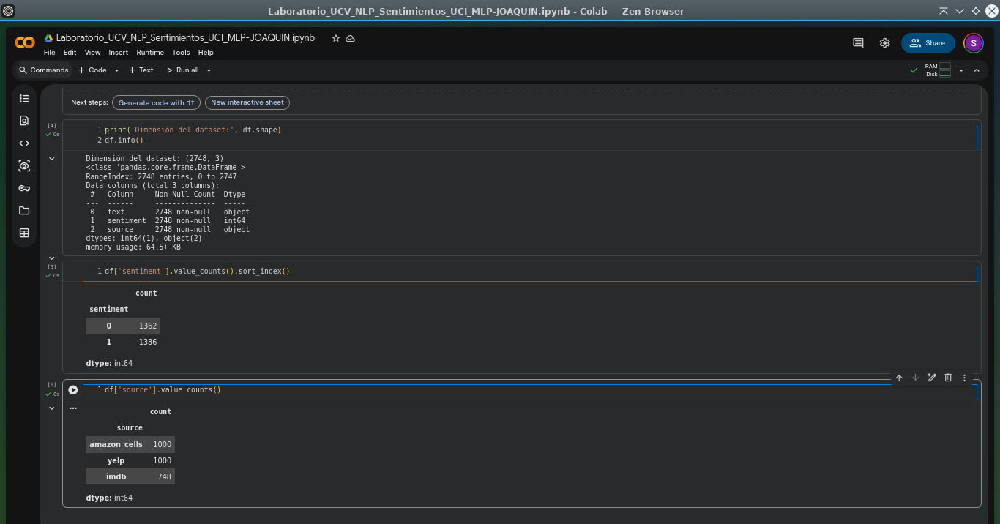 Laboratorio_UCV_NLP_Sentimientos_UCI_MLP-JOAQUIN.ipynb - Colab — Zen Browser
Laboratorio_UCV_NLP_Sentimientos_UCI_MLP-JOAQUIN.ipynb
File Edit View Insert Runtime Tools Help
Share
S
Commands + Code + Text Run all
RAM
Disk
Next steps: Generate code with df New interactive sheet
[4]
0s
1 print('Dimensión del dataset:', df.shape)
2 df.info()
Dimensión del dataset: (2748, 3)
<class 'pandas.core.frame.DataFrame'>
RangeIndex: 2748 entries, 0 to 2747
Data columns (total 3 columns):
# Column Non-Null Count Dtype
--- ------ -------------- -----
0 text 2748 non-null object
1 sentiment 2748 non-null int64
2 source 2748 non-null object
dtypes: int64(1), object(2)
memory usage: 64.5+ KB
[5]
0s
1 df['sentiment'].value_counts().sort_index()
count
sentiment
0 1362
1 1386
dtype: int64
[6]
0s
1 df['source'].value_counts()
count
source
amazon_cells 1000
yelp 1000
imdb 748
dtype: int64